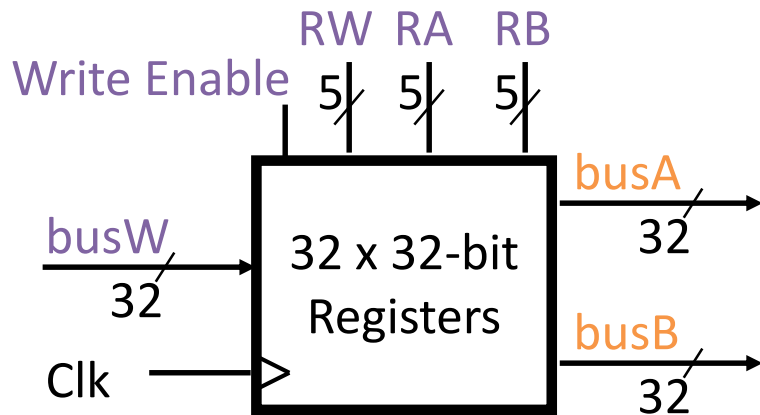 RW RA RB
Write Enable
5 5 5
busA
32
busW
32
32 x 32-bit
Registers
busB
32
Clk